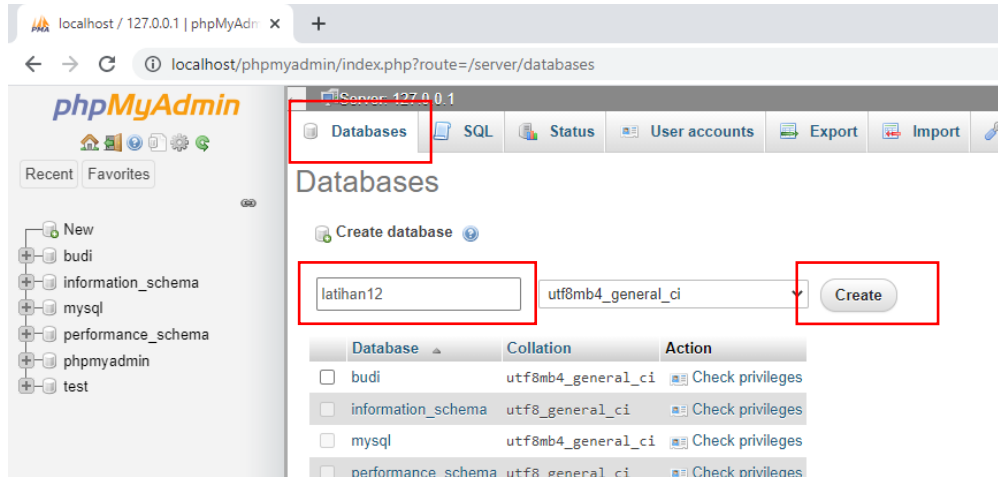 localhost / 127.0.0.1 | phpMyAdm
localhost/phpmyadmin/index.php?route=/server/databases
phpMyAdmin
Recent Favorites
New
budi
information_schema
mysql
performance_schema
phpmyadmin
test
Server: 127.0.0.1
Databases SQL Status User accounts Export Import
Databases
Create database
latihan12 utf8mb4_general_ci Create
Database Collation Action
budi utf8mb4_general_ci Check privileges
information_schema utf8_general_ci Check privileges
mysql utf8mb4_general_ci Check privileges
performance_schema utf8_general_ci Check privileges